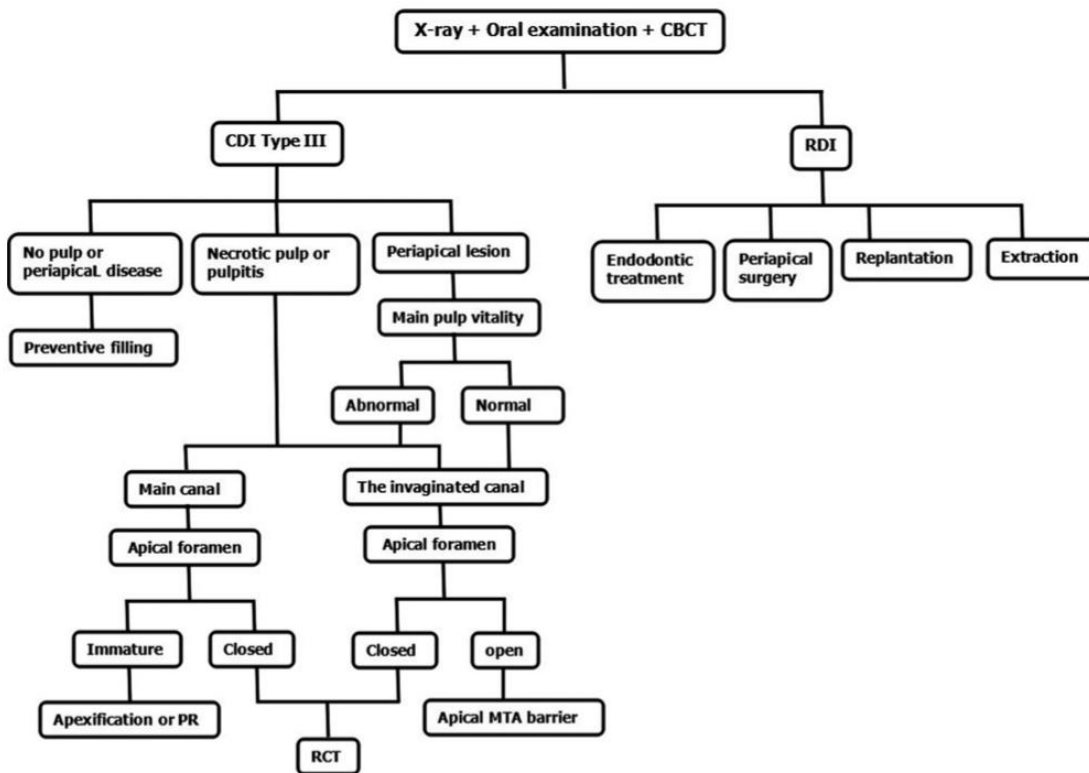 X-ray + Oral examination + CBCT
CDI Type III
RDI
No pulp or
periapicaL disease
Necrotic pulp or
pulpitis
Periapical lesion
Endodontic
treatment
Periapical
surgery
Replantation
Extraction
Main pulp vitality
Preventive filling
Abnormal
Normal
Main canal
The invaginated canal
Apical foramen
Apical foramen
Immature
Closed
Closed
open
Apexification or PR
Apical MTA barrier
RCT